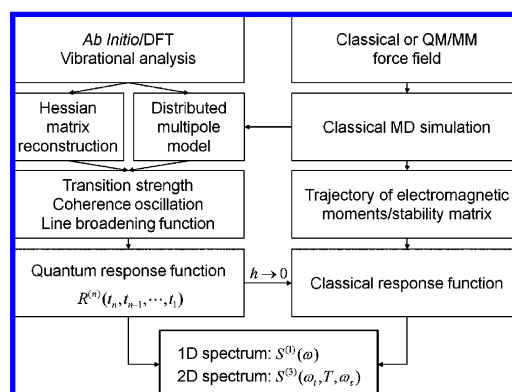 Ab Initio/DFT
Vibrational analysis
Classical or QM/MM
force field
Hessian
matrix
reconstruction
Distributed
multipole
model
Classical MD simulation
Transition strength
Coherence oscillation
Line broadening function
Trajectory of electromagnetic
moments/stability matrix
Quantum response function
R⁽ⁿ⁾(tₙ,tₙ₋₁,⋯,t₁)
h→0
Classical response function
1D spectrum: S⁽¹⁾(ω)
2D spectrum: S⁽³⁾(ωₜ,T,ω_τ)